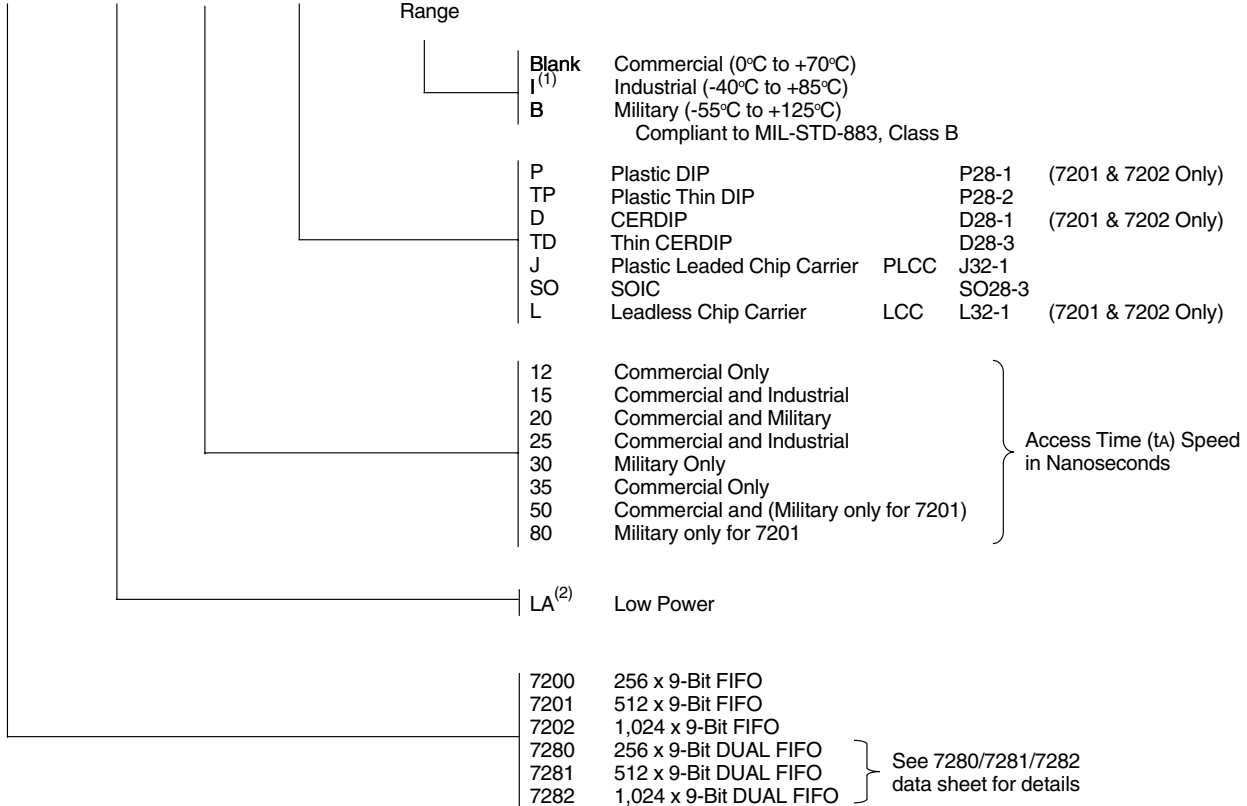 Range
Blank Commercial (0°C to +70°C)
I(1) Industrial (-40°C to +85°C)
B Military (-55°C to +125°C)
Compliant to MIL-STD-883, Class B
P Plastic DIP P28-1 (7201 & 7202 Only)
TP Plastic Thin DIP P28-2
D CERDIP D28-1 (7201 & 7202 Only)
TD Thin CERDIP D28-3
J Plastic Leaded Chip Carrier PLCC J32-1
SO SOIC SO28-3
L Leadless Chip Carrier LCC L32-1 (7201 & 7202 Only)
12 Commercial Only
15 Commercial and Industrial
20 Commercial and Military
25 Commercial and Industrial
30 Military Only
35 Commercial Only
50 Commercial and (Military only for 7201)
80 Military only for 7201
Access Time (tA) Speed
in Nanoseconds
LA(2) Low Power
7200 256 x 9-Bit FIFO
7201 512 x 9-Bit FIFO
7202 1,024 x 9-Bit FIFO
7280 256 x 9-Bit DUAL FIFO
7281 512 x 9-Bit DUAL FIFO
7282 1,024 x 9-Bit DUAL FIFO
See 7280/7281/7282
data sheet for details